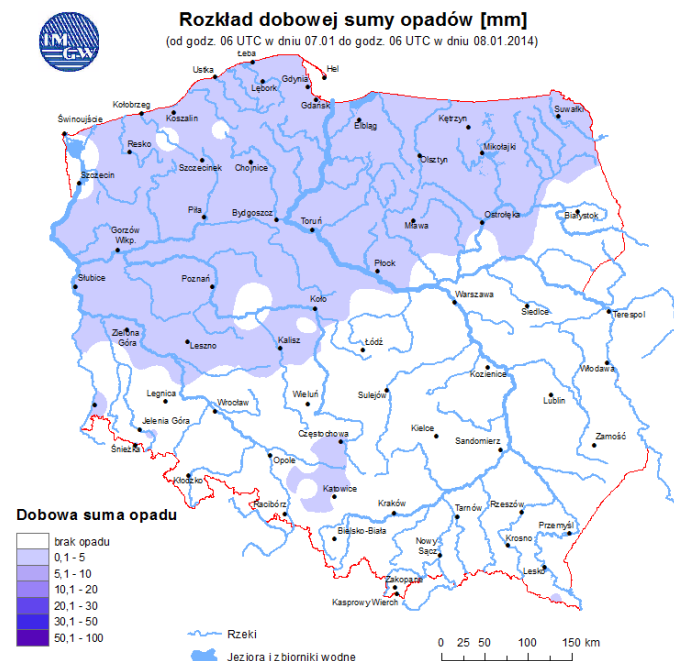 IM
GW
Rozkład dobowej sumy opadów [mm]
(od godz. 06 UTC w dniu 07.01 do godz. 06 UTC w dniu 08.01.2014)
Łeba
Hel
Ustka
Gdynia
Lębork
Gdańsk
Kołobrzeg
Koszalin
Świnoujście
Elbląg
Kętrzyn
Suwałki
Resko
Szczecinek
Chojnice
Olsztyn
Mikołajki
Szczecin
Piła
Bydgoszcz
Toruń
Mława
Ostrołęka
Białystok
Gorzów
Wlkp.
Płock
Słubice
Poznań
Koło
Warszawa
Siedlce
Terespol
Zielona
Góra
Leszno
Kalisz
Łódź
Kozienice
Włodawa
Legnica
Wrocław
Wieluń
Sulejów
Lublin
Jelenia Góra
Częstochowa
Kielce
Sandomierz
Zamość
Śnieżka
Opole
Kłodzko
Katowice
Racibórz
Kraków
Tarnów
Rzeszów
Przemyśl
Bielsko-Biała
Nowy
Sącz
Krosno
Lesko
Zakopane
Kasprowy Wierch
Dobowa suma opadu
brak opadu
0,1 - 5
5,1 - 10
10,1 - 20
20,1 - 30
30,1 - 50
50,1 - 100
Rzeki
Jeziora i zbiorniki wodne
0 25 50 100 150 km